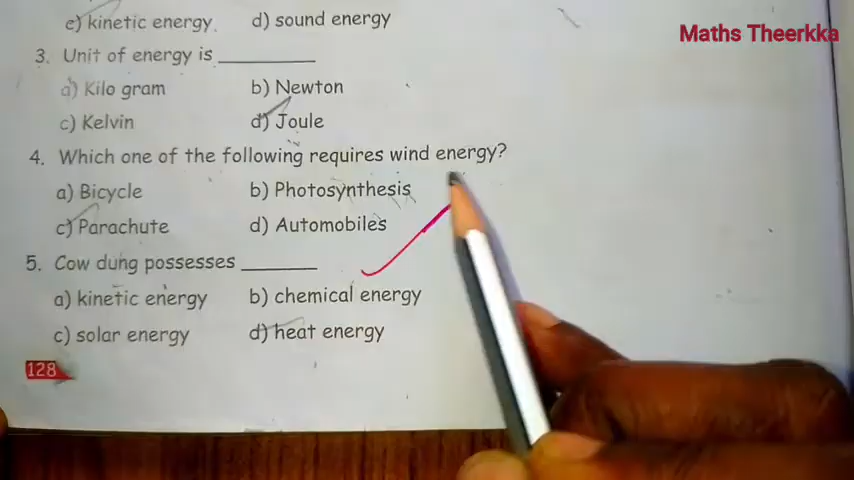 Maths Theerkka
c) kinetic energy. d) sound energy
3. Unit of energy is __________
a) Kilo gram b) Newton
c) Kelvin d) Joule
4. Which one of the following requires wind energy?
a) Bicycle b) Photosynthesis
c) Parachute d) Automobiles
5. Cow dung possesses ________
a) kinetic energy b) chemical energy
c) solar energy d) heat energy
128